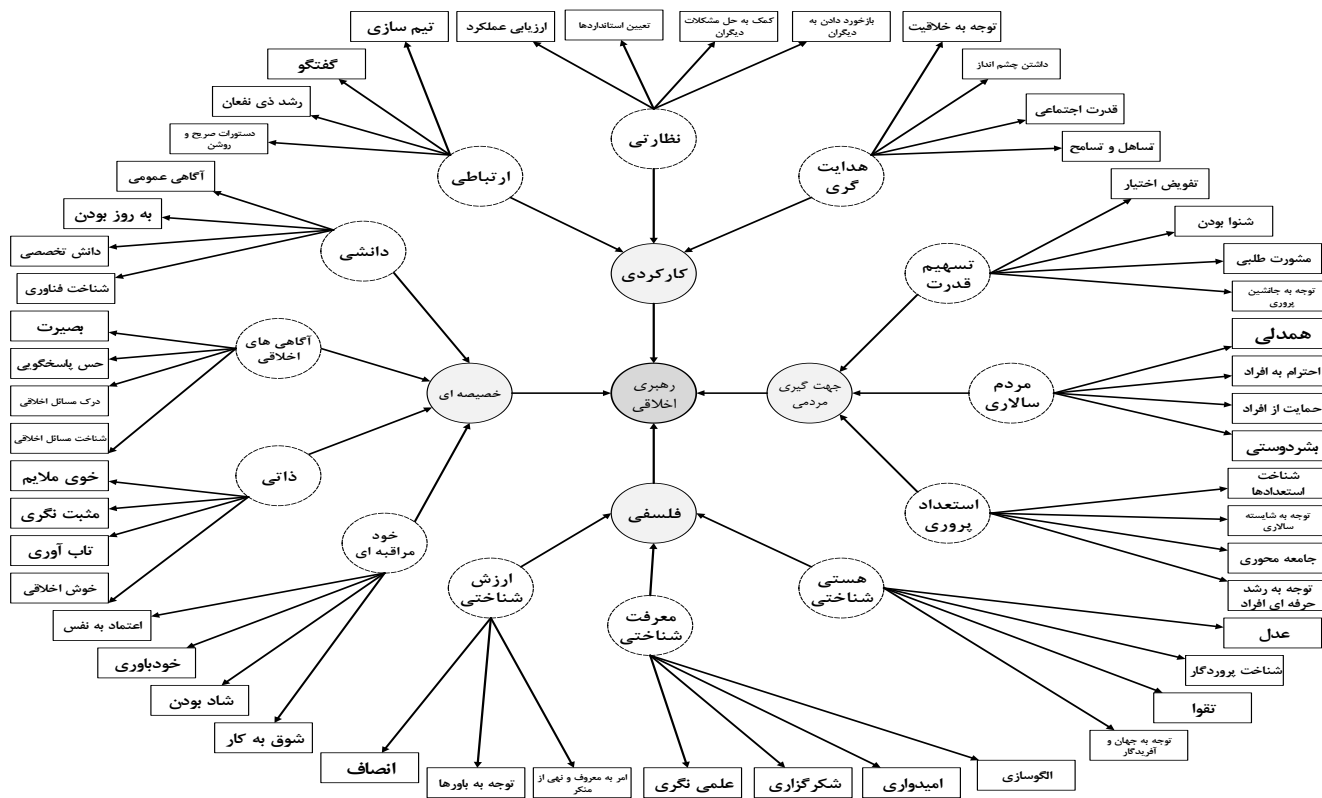 توجه به خلاقیت
داشتن چشم انداز
قدرت اجتماعی
تساهل و تسامح
هدایت
گری
بازخورد دادن به
دیگران
کمک به حل مشکلات
دیگران
تعیین استانداردها
ارزیابی عملکرد
نظارتی
تیم سازی
گفتگو
رشد ذی نفعان
دستورات صریح و
روشن
ارتباطی
کارکردی
تفویض اختیار
شنوا بودن
مشورت طلبی
توجه به جانشین
پروری
تسهیم
قدرت
همدلی
احترام به افراد
حمایت از افراد
بشردوستی
مردم
سالاری
شناخت
استعدادها
توجه به شایسته
سالاری
جامعه محوری
توجه به رشد
حرفه ای افراد
استعداد
پروری
جهت گیری
مردمی
رهبری
اخلاقی
خصیصه ای
آگاهی عمومی
به روز بودن
دانش تخصصی
شناخت فناوری
دانشی
بصیرت
حس پاسخگویی
درک مسائل اخلاقی
شناخت مسائل اخلاقی
آگاهی های
اخلاقی
خوی ملایم
مثبت نگری
تاب آوری
خوش اخلاقی
ذاتی
خود
مراقبه ای
اعتماد به نفس
خودباوری
شاد بودن
شوق به کار
فلسفی
هستی
شناختی
عدل
شناخت پروردگار
تقوا
توجه به جهان و
آفریدگار
معرفت
شناختی
الگوسازی
امیدواری
شکرگزاری
علمی نگری
ارزش
شناختی
امر به معروف و نهی از
منکر
توجه به باورها
انصاف